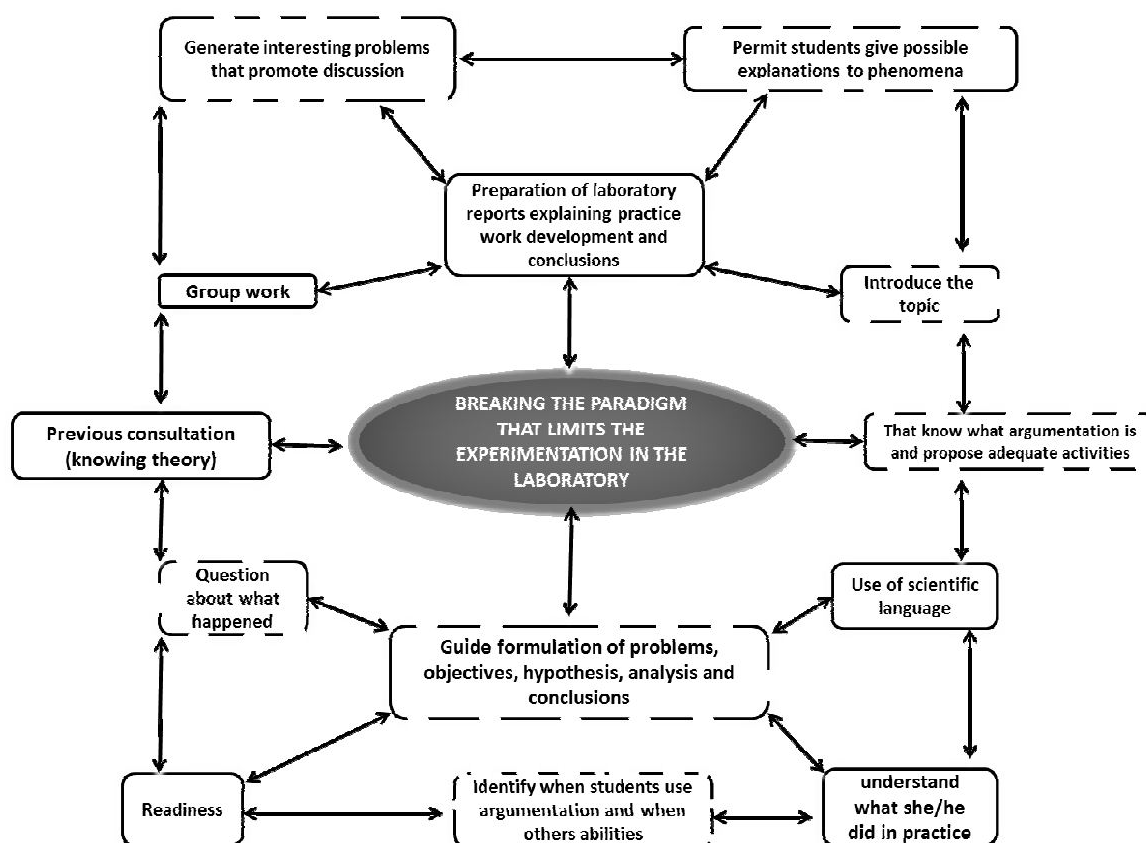 Generate interesting problems
that promote discussion
Permit students give possible
explanations to phenomena
Preparation of laboratory
reports explaining practice
work development and
conclusions
Group work
Introduce the
topic
BREAKING THE PARADIGM
THAT LIMITS THE
EXPERIMENTATION IN THE
LABORATORY
Previous consultation
(knowing theory)
That know what argumentation is
and propose adequate activities
Question
about what
happened
Use of scientific
language
Guide formulation of problems,
objectives, hypothesis, analysis and
conclusions
Readiness
Identify when students use
argumentation and when
others abilities
understand
what she/he
did in practice